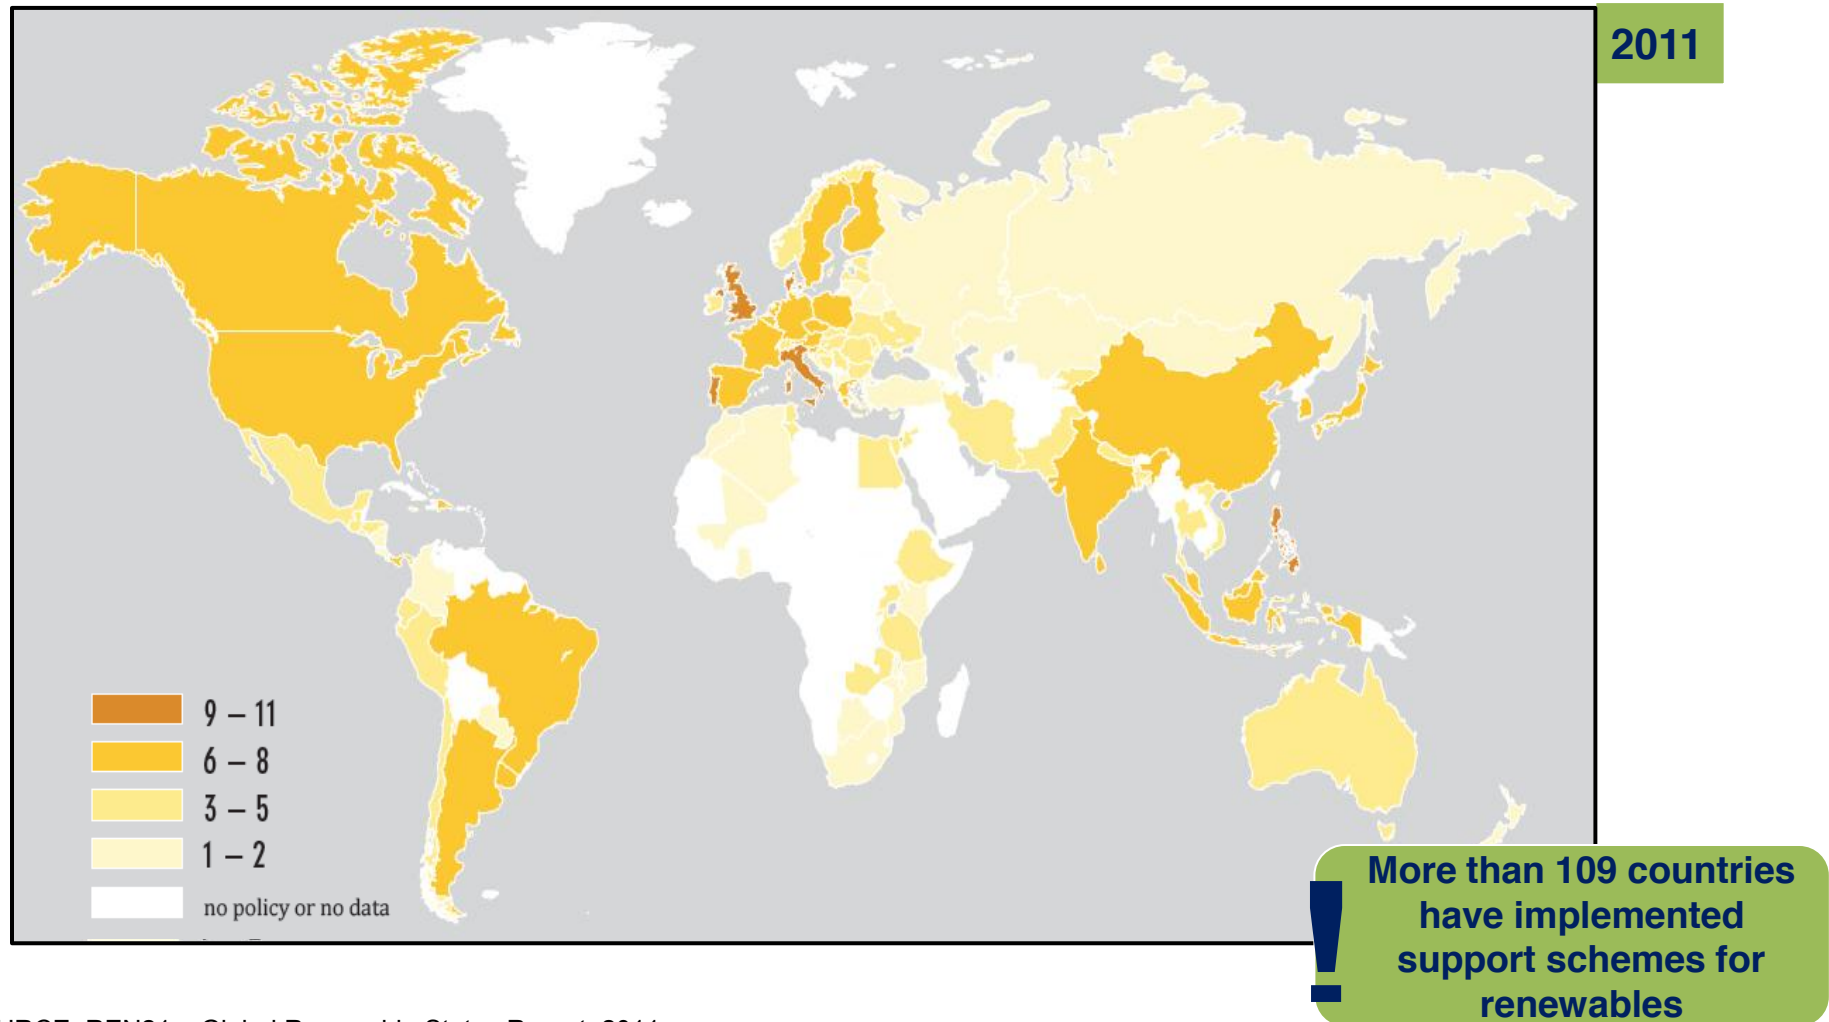 2011
9 – 11
6 – 8
3 – 5
1 – 2
no policy or no data
More than 109 countries
have implemented
support schemes for
renewables
!